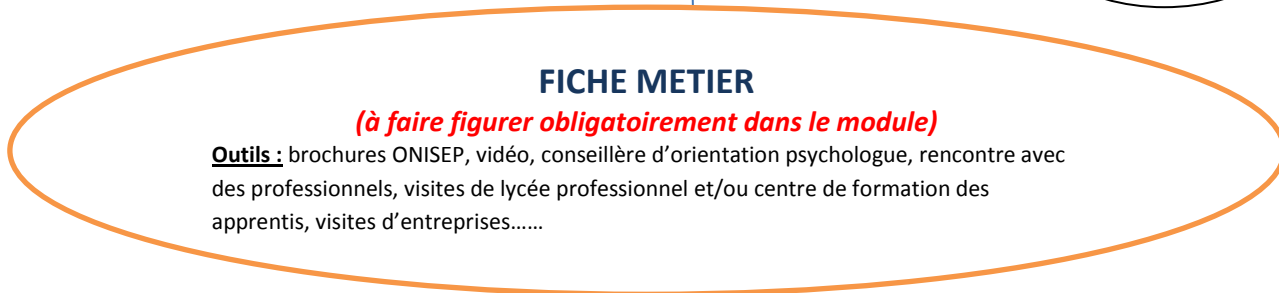 FICHE METIER
(à faire figurer obligatoirement dans le module)
Outils : brochures ONISEP, vidéo, conseillère d’orientation psychologue, rencontre avec
des professionnels, visites de lycée professionnel et/ou centre de formation des
apprentis, visites d’entreprises……